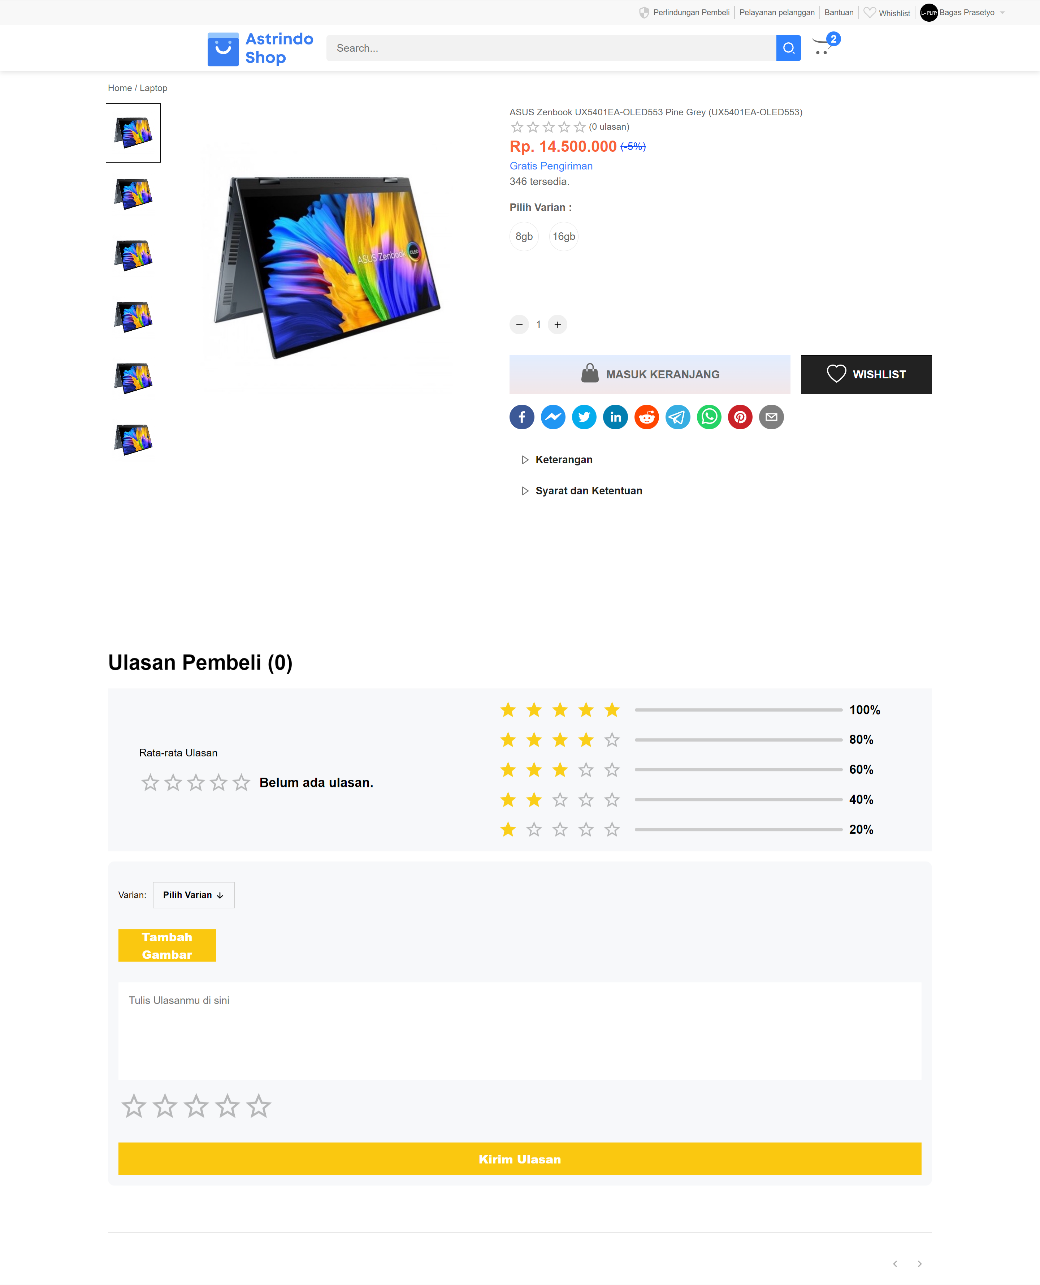 Perlindungan Pembeli Pelayanan pelanggan Bantuan Whishlist Bagas Prasetyo
Astrindo
Shop
Search...
2
Home / Laptop
ASUS Zenbook UX5401EA-OLED553 Pine Grey (UX5401EA-OLED553)
(0 ulasan)
Rp. 14.500.000 (-5%)
Gratis Pengiriman
346 tersedia.
Pilih Varian :
8gb 16gb
ASUS Zenbook
− 1 +
MASUK KERANJANG WISHLIST
Keterangan
Syarat dan Ketentuan
Ulasan Pembeli (0)
100%
80%
Rata-rata Ulasan
60%
Belum ada ulasan.
40%
20%
Varian: Pilih Varian
Tambah
Gambar
Tulis Ulasanmu di sini
Kirim Ulasan